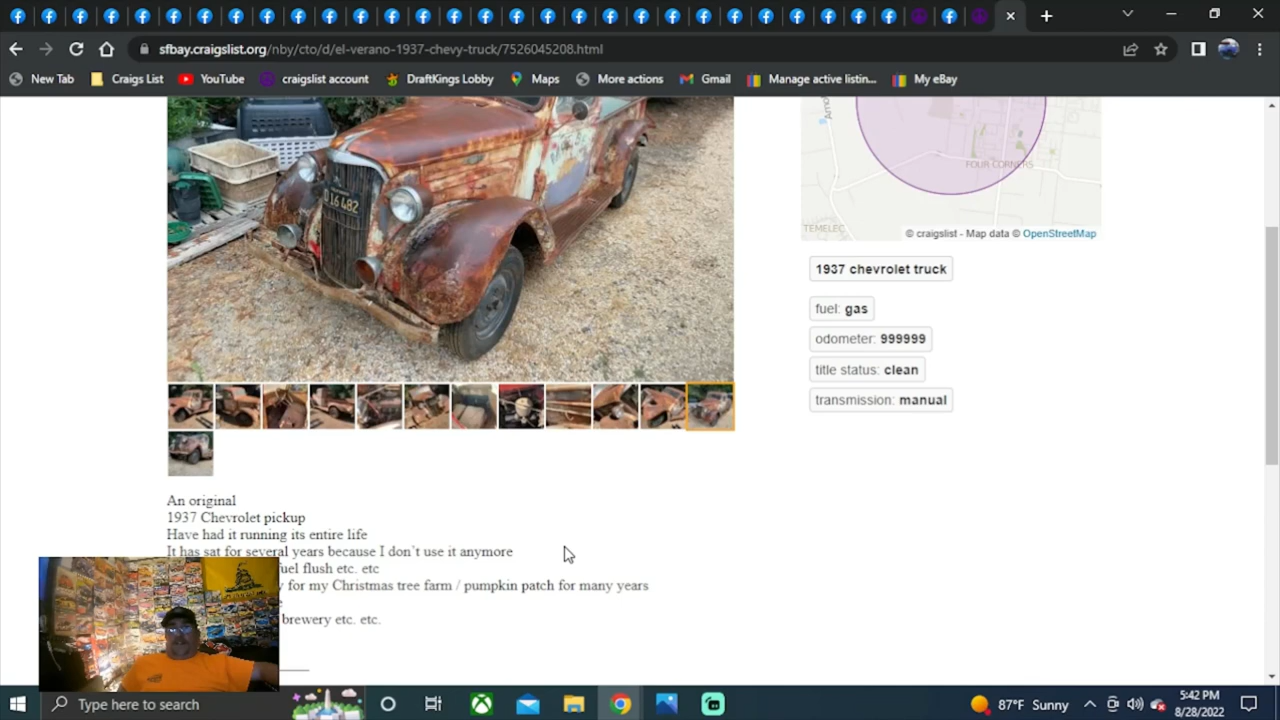 sfbay.craigslist.org/nby/cto/d/el-verano-1937-chevy-truck/7526045208.html
New Tab Craigs List YouTube craigslist account DraftKings Lobby Maps More actions Gmail Manage active listin... My eBay
D 16 482
FOUR CORNERS
TEMELEC
© craigslist - Map data © OpenStreetMap
1937 chevrolet truck
fuel: gas
odometer: 999999
title status: clean
transmission: manual
An original
1937 Chevrolet pickup
Have had it running its entire life
It has sat for several years because I don't use it anymore
fuel flush etc. etc
for my Christmas tree farm / pumpkin patch for many years
brewery etc. etc.
Type here to search
87°F Sunny
5:42 PM
8/28/2022